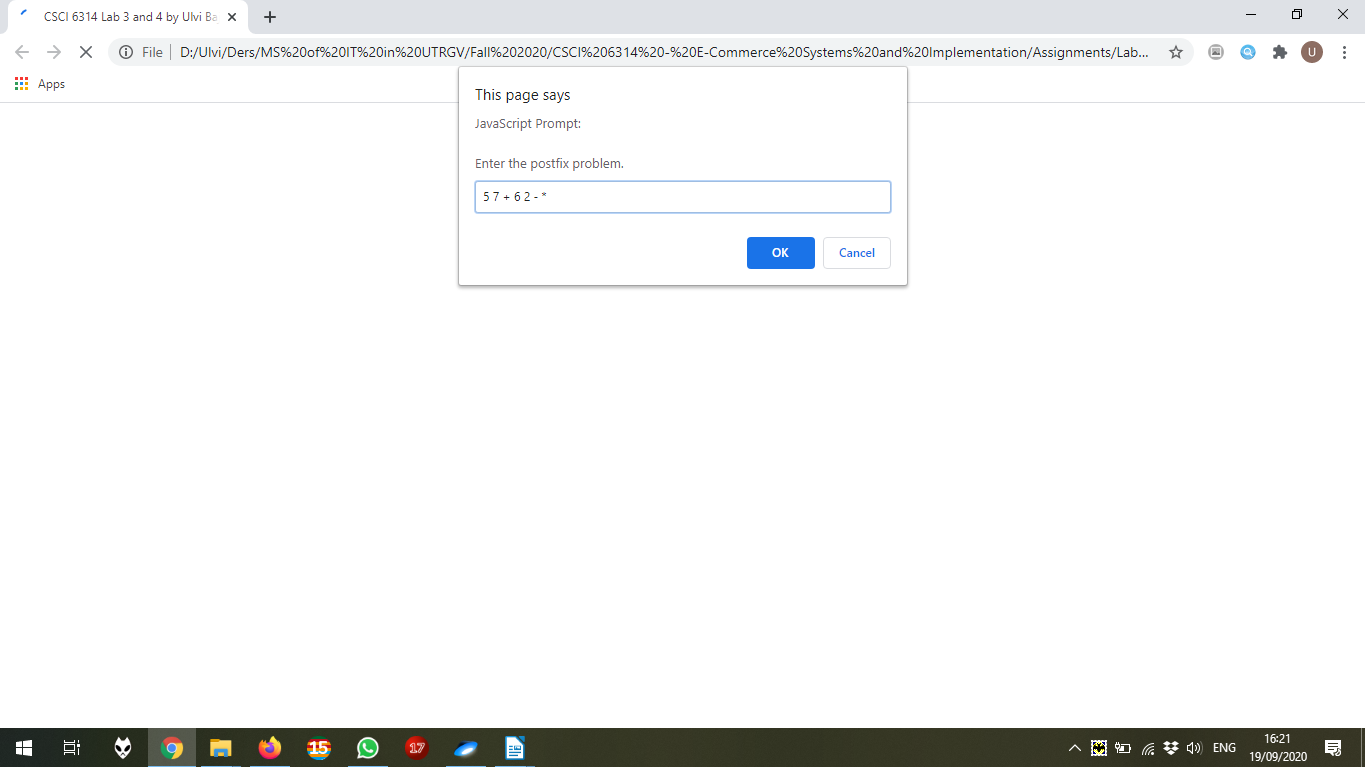 CSCI 6314 Lab 3 and 4 by Ulvi Ba
File
D:/Ulvi/Ders/MS%20of%20IT%20in%20UTRGV/Fall%202020/CSCI%206314%20-%20E-Commerce%20Systems%20and%20Implementation/Assignments/Lab...
U
Apps
This page says
JavaScript Prompt:
Enter the postfix problem.
5 7 + 6 2 - *
OK
Cancel
15
17
ENG
16:21
19/09/2020